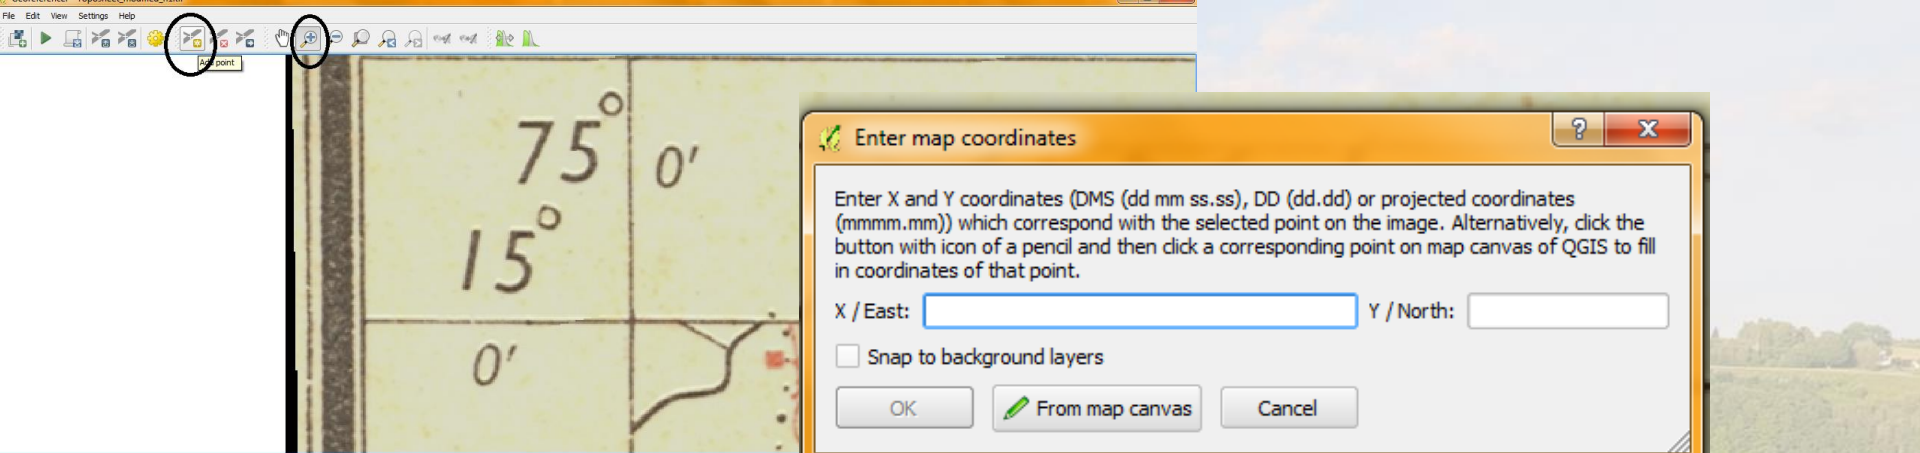 File Edit View Settings Help
Add point
75° 0'
15°
0'
Enter map coordinates
Enter X and Y coordinates (DMS (dd mm ss.ss), DD (dd.dd) or projected coordinates
(mmmm.mm)) which correspond with the selected point on the image. Alternatively, click the
button with icon of a pencil and then click a corresponding point on map canvas of QGIS to fill
in coordinates of that point.
X / East: Y / North:
Snap to background layers
OK From map canvas Cancel